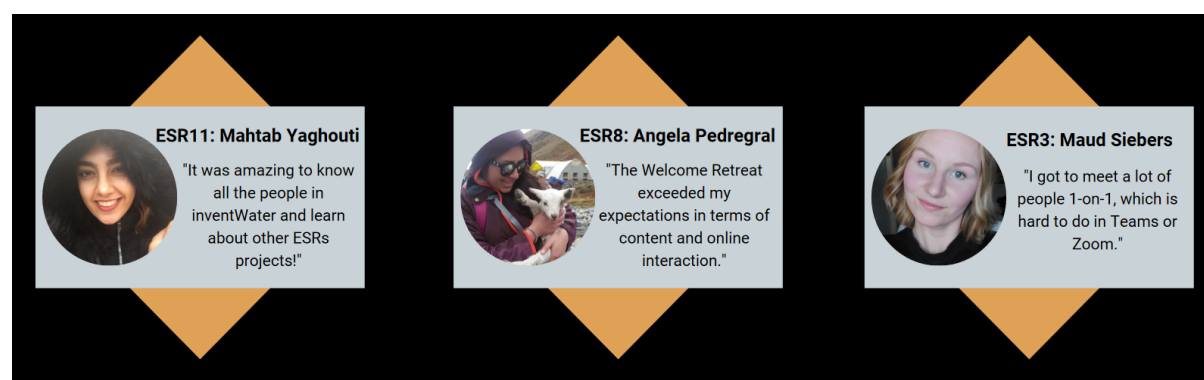 ESR11: Mahtab Yaghouti
"It was amazing to know
all the people in
inventWater and learn
about other ESRs
projects!"
ESR8: Angela Pedregral
"The Welcome Retreat
exceeded my
expectations in terms of
content and online
interaction."
ESR3: Maud Siebers
"I got to meet a lot of
people 1-on-1, which is
hard to do in Teams or
Zoom."